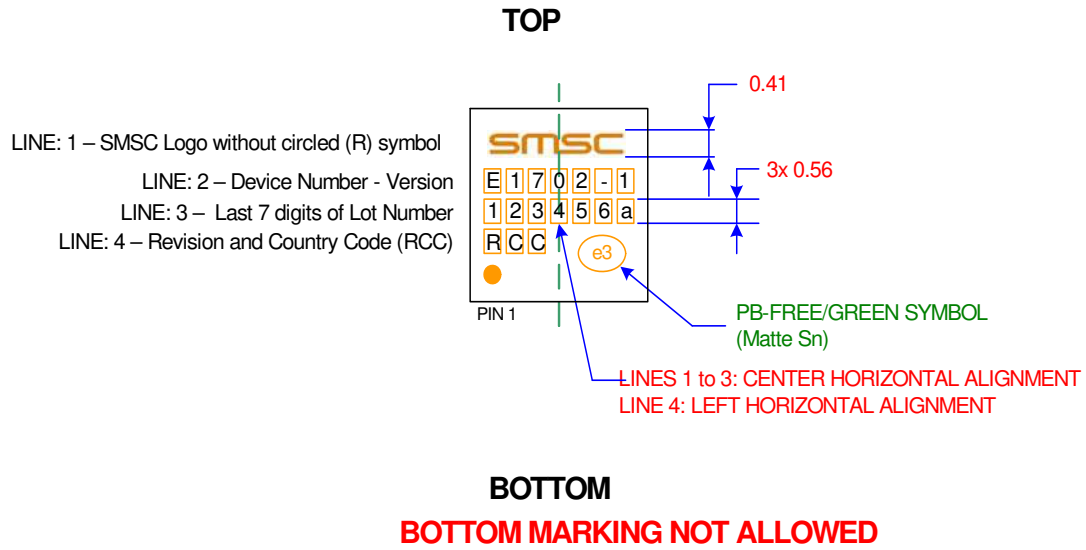 TOP
0.41
LINE: 1 – SMSC Logo without circled (R) symbol
SMSC
3x 0.56
LINE: 2 – Device Number - Version
E1702-1
LINE: 3 – Last 7 digits of Lot Number
123456a
LINE: 4 – Revision and Country Code (RCC)
RCC
e3
PIN 1
PB-FREE/GREEN SYMBOL
(Matte Sn)
LINES 1 to 3: CENTER HORIZONTAL ALIGNMENT
LINE 4: LEFT HORIZONTAL ALIGNMENT
BOTTOM
BOTTOM MARKING NOT ALLOWED